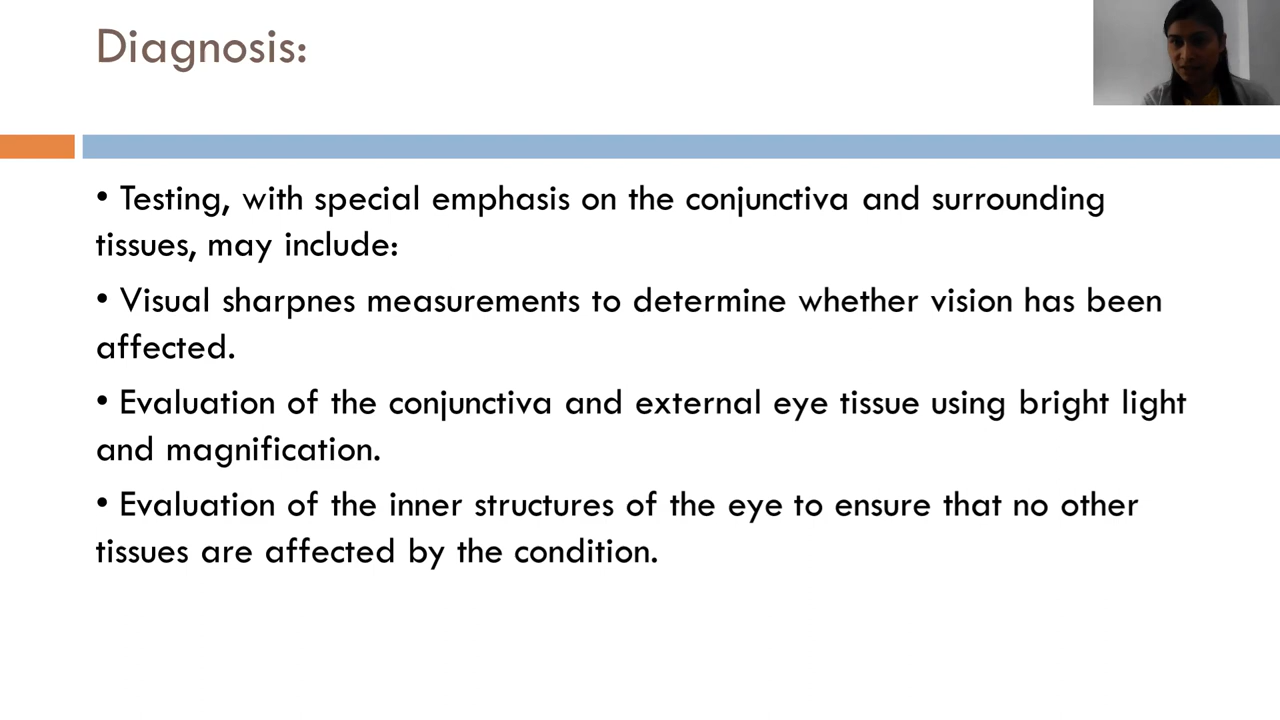 Diagnosis:
• Testing, with special emphasis on the conjunctiva and surrounding
tissues, may include:
• Visual sharpnes measurements to determine whether vision has been
affected.
• Evaluation of the conjunctiva and external eye tissue using bright light
and magnification.
• Evaluation of the inner structures of the eye to ensure that no other
tissues are affected by the condition.